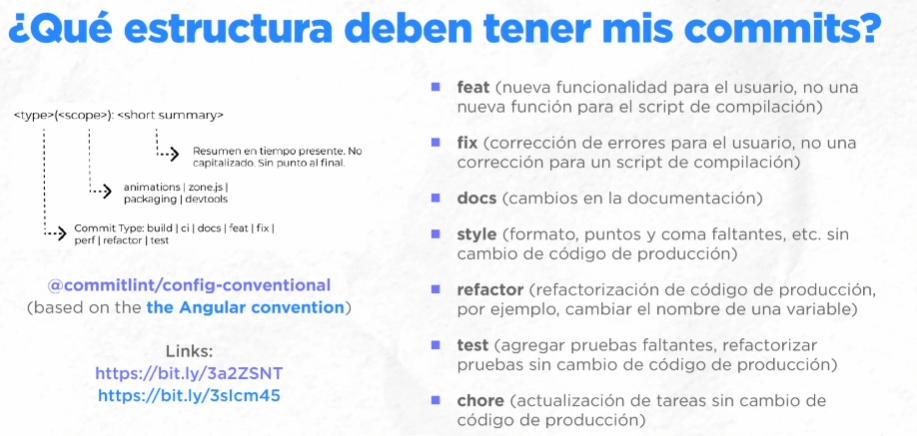 ¿Qué estructura deben tener mis commits?
<type>(<scope>): <short summary>
Resumen en tiempo presente. No
capitalizado. Sin punto al final.
animations | zone.js |
packaging | devtools
Commit Type: build | ci | docs | feat | fix |
perf | refactor | test
@commitlint/config-conventional
(based on the the Angular convention)
Links:
https://bit.ly/3a2ZSNT
https://bit.ly/3slcm45
feat (nueva funcionalidad para el usuario, no una
nueva función para el script de compilación)
fix (corrección de errores para el usuario, no una
corrección para un script de compilación)
docs (cambios en la documentación)
style (formato, puntos y coma faltantes, etc. sin
cambio de código de producción)
refactor (refactorización de código de producción,
por ejemplo, cambiar el nombre de una variable)
test (agregar pruebas faltantes, refactorizar
pruebas sin cambio de código de producción)
chore (actualización de tareas sin cambio de
código de producción)